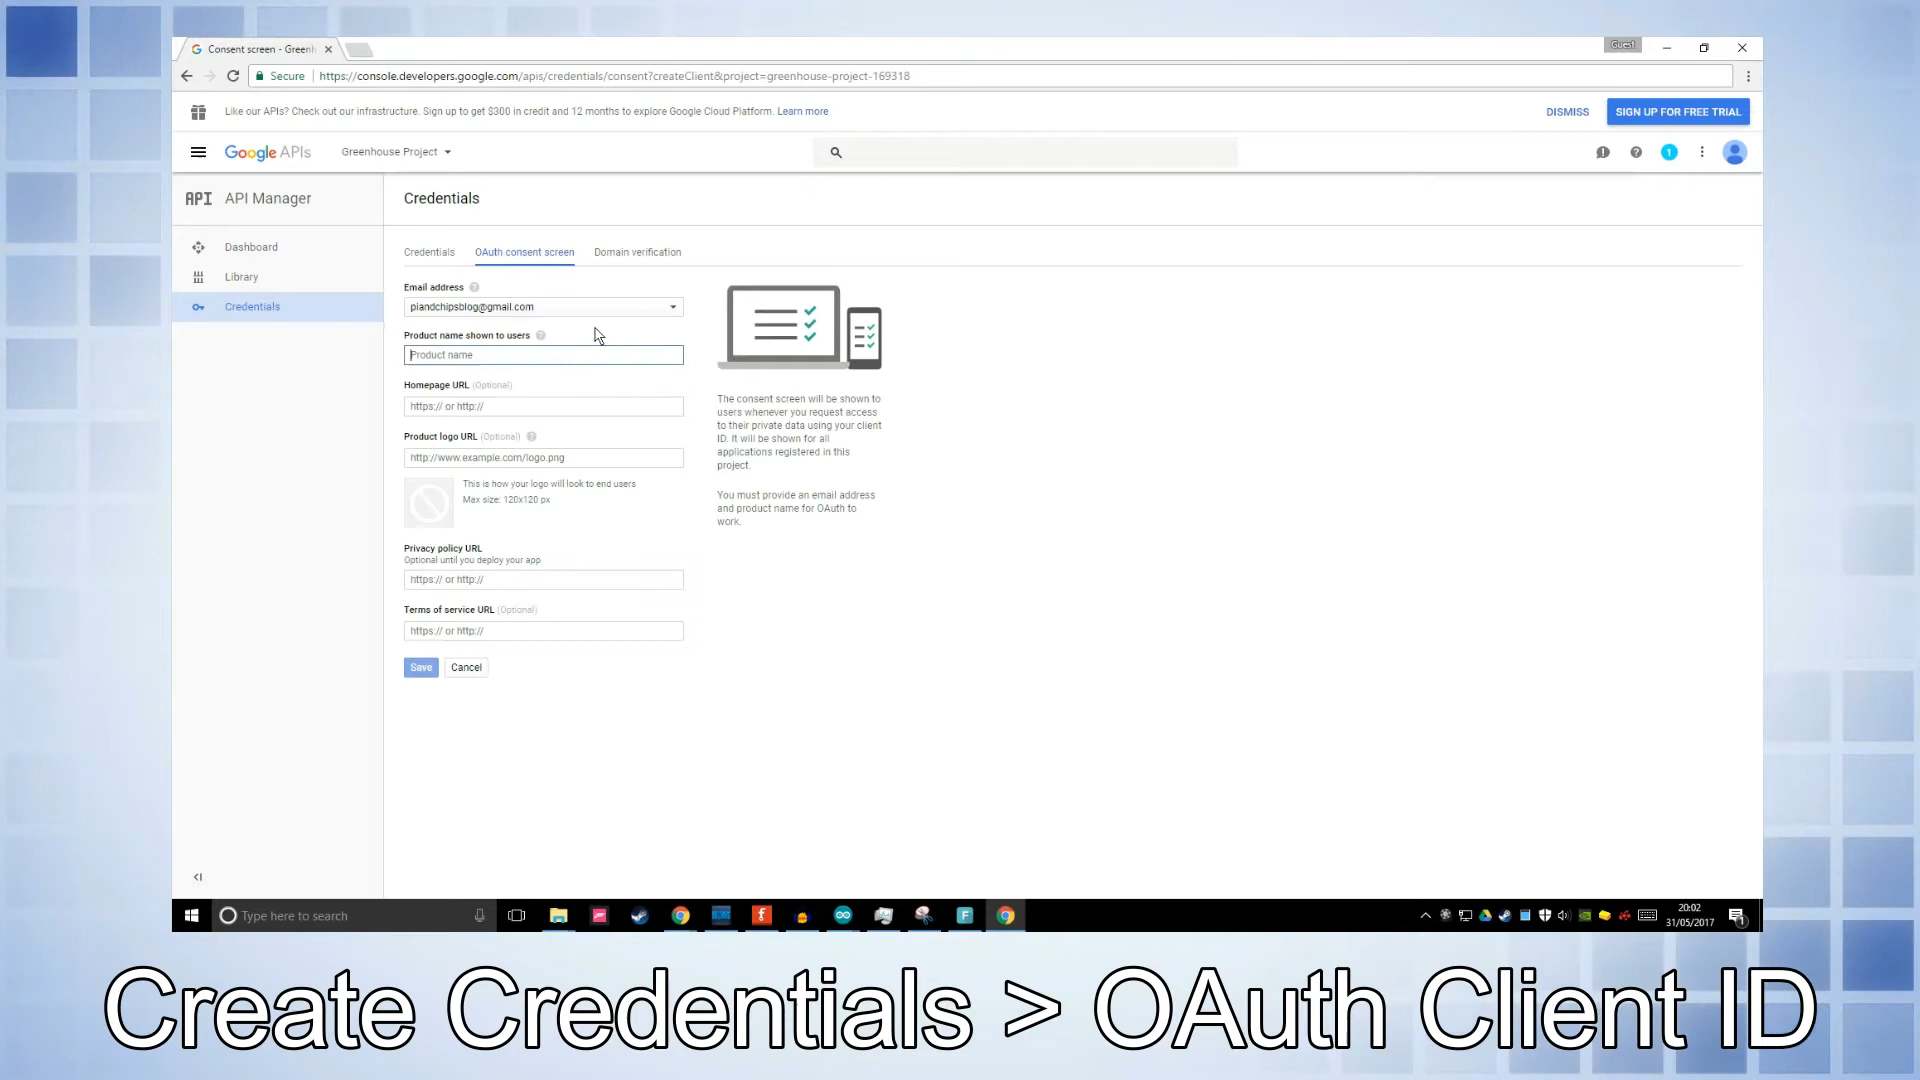 Consent screen - Greenh
Guest
Secure
https://console.developers.google.com/apis/credentials/consent?createClient&project=greenhouse-project-169318
Like our APIs? Check out our infrastructure. Sign up to get $300 in credit and 12 months to explore Google Cloud Platform. Learn more
DISMISS
SIGN UP FOR FREE TRIAL
Google APIs
Greenhouse Project
1
API API Manager
Credentials
Dashboard
Library
Credentials
Credentials
OAuth consent screen
Domain verification
Email address
piandchipsblog@gmail.com
Product name shown to users
Product name
Homepage URL (Optional)
https:// or http://
Product logo URL (Optional)
http://www.example.com/logo.png
This is how your logo will look to end users
Max size: 120x120 px
Privacy policy URL
Optional until you deploy your app
https:// or http://
Terms of service URL (Optional)
https:// or http://
Save
Cancel
The consent screen will be shown to
users whenever you request access
to their private data using your client
ID. It will be shown for all
applications registered in this
project.
You must provide an email address
and product name for OAuth to
work.
Type here to search
20:02
31/05/2017
1
Create Credentials > OAuth Client ID